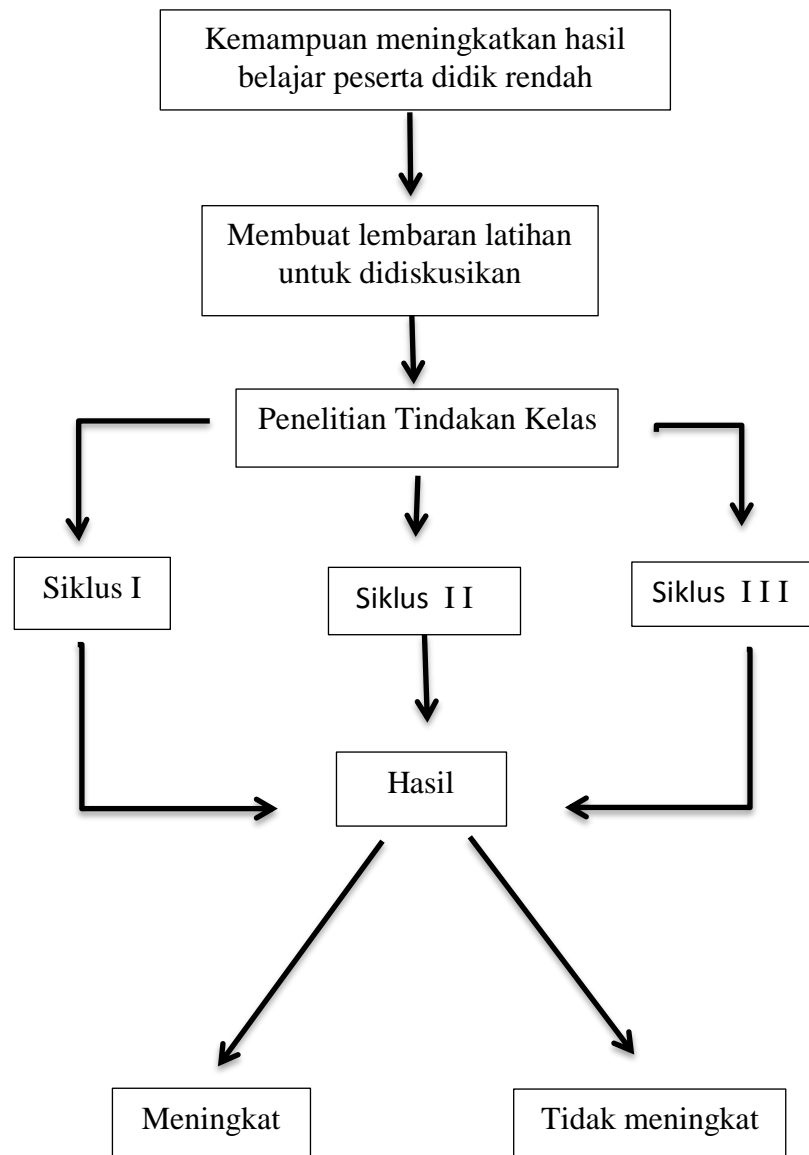 Kemampuan meningkatkan hasil
belajar peserta didik rendah
Membuat lembaran latihan
untuk didiskusikan
Penelitian Tindakan Kelas
Siklus I
Siklus I I
Siklus I I I
Hasil
Meningkat
Tidak meningkat